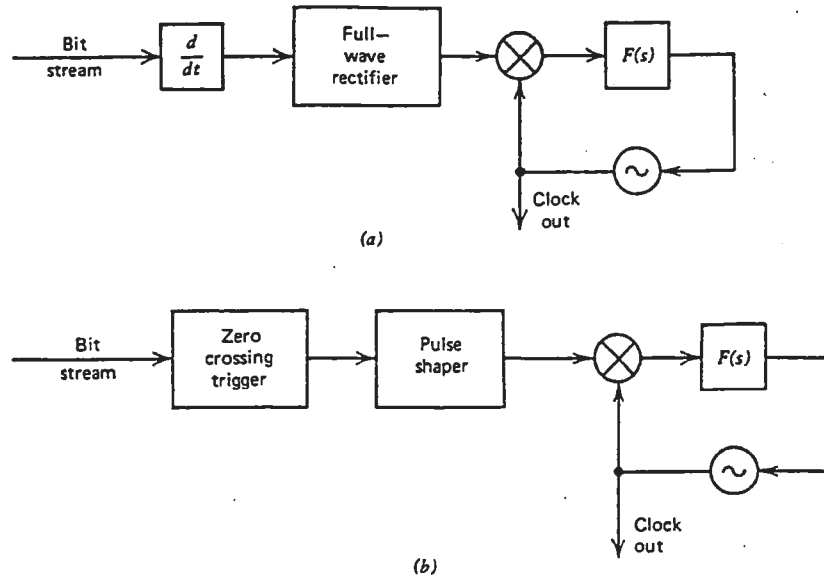 Bit
stream
d
dt
Full—
wave
rectifier
F(s)
Clock
out
(a)
Bit
stream
Zero
crossing
trigger
Pulse
shaper
F(s)
Clock
out
(b)